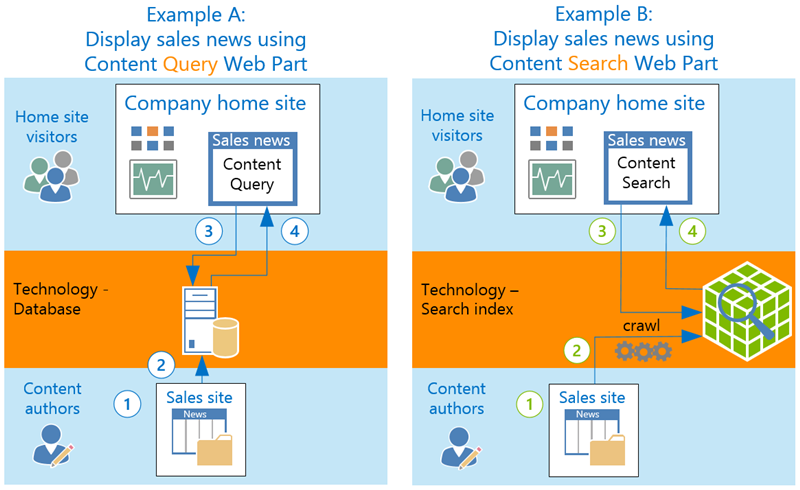 Example A:
Display sales news using
Content Query Web Part
Company home site
Home site
visitors
Sales news
Content
Query
3
4
Technology -
Database
2
Content
authors
1
Sales site
News
Example B:
Display sales news using
Content Search Web Part
Company home site
Home site
visitors
Sales news
Content
Search
3
4
Technology –
Search index
crawl
2
Content
authors
1
Sales site
News